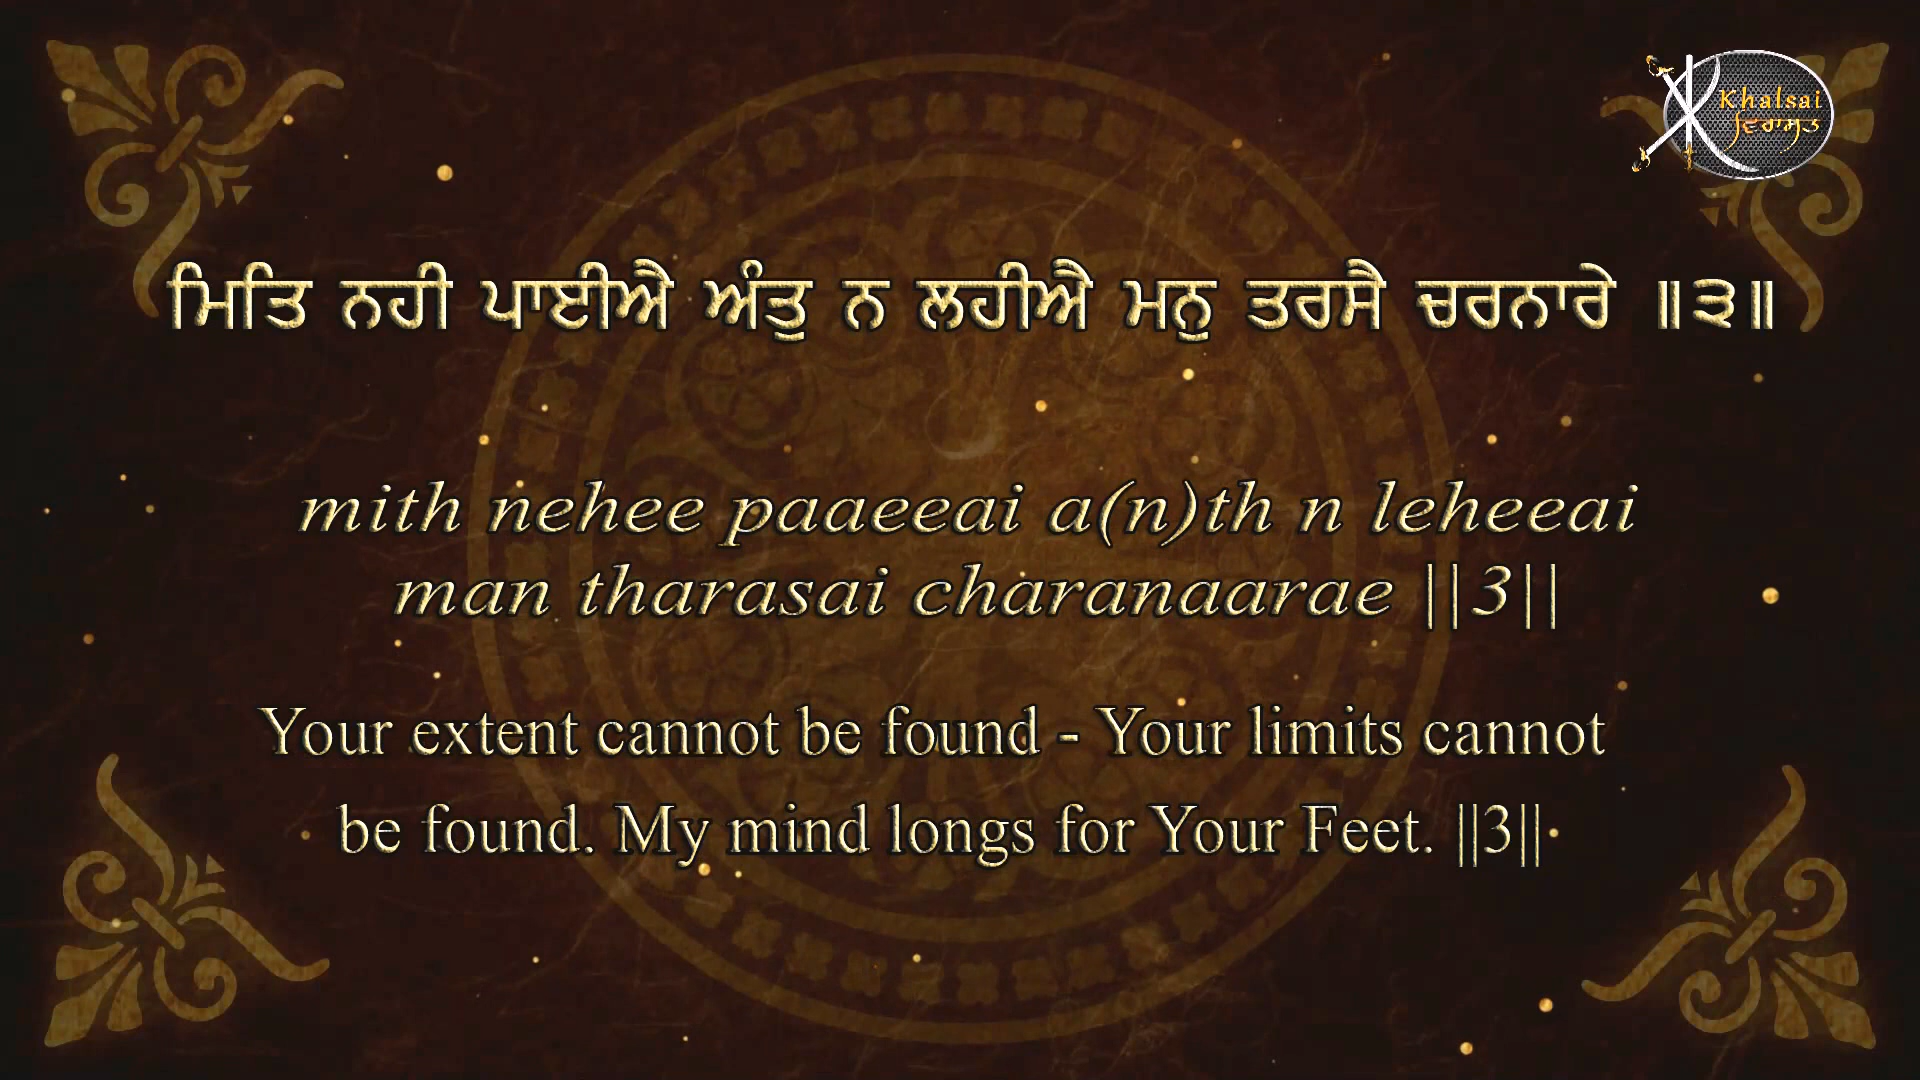 Khalsai
ਵਿਰਾਸਤ
ਮਿਤਿ ਨਹੀ ਪਾਈਐ ਅੰਤੁ ਨ ਲਹੀਐ ਮਨੁ ਤਰਸੈ ਚਰਨਾਰੇ ॥੩॥
mith nehee paaeeai a(n)th n leheeai
man tharasai charanaarae ||3||
Your extent cannot be found - Your limits cannot
be found. My mind longs for Your Feet. ||3||